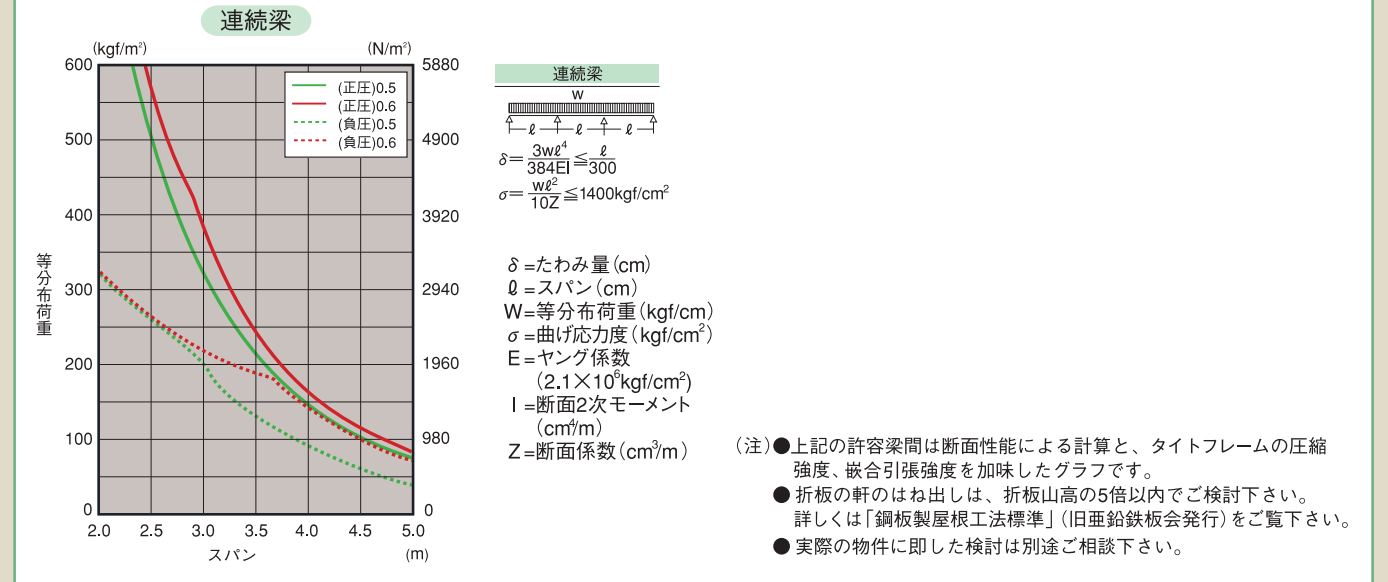 連続梁
(kgf/m²)
(N/m²)
600
500
400
300
200
100
0
5880
4900
3920
2940
1960
980
0
等分布荷重
2.0 2.5 3.0 3.5 4.0 4.5 5.0
スパン
(m)
(正圧)0.5
(正圧)0.6
(負圧)0.5
(負圧)0.6
連続梁
w
ℓ ℓ ℓ
δ=3wℓ⁴/384EI≦ℓ/300
σ=wℓ²/10Z≦1400kgf/cm²
δ=たわみ量(cm)
ℓ=スパン(cm)
W=等分布荷重(kgf/cm)
σ=曲げ応力度(kgf/cm²)
E=ヤング係数
(2.1×10⁶kgf/cm²)
I=断面2次モーメント
(cm⁴/m)
Z=断面係数(cm³/m)
(注)●上記の許容梁間は断面性能による計算と、タイトフレームの圧縮
強度、嵌合引張強度を加味したグラフです。
●折板の軒のはね出しは、折板山高の5倍以内でご検討下さい。
詳しくは「鋼板製屋根工法標準」(旧亜鉛鉄板会発行)をご覧下さい。
●実際の物件に即した検討は別途ご相談下さい。